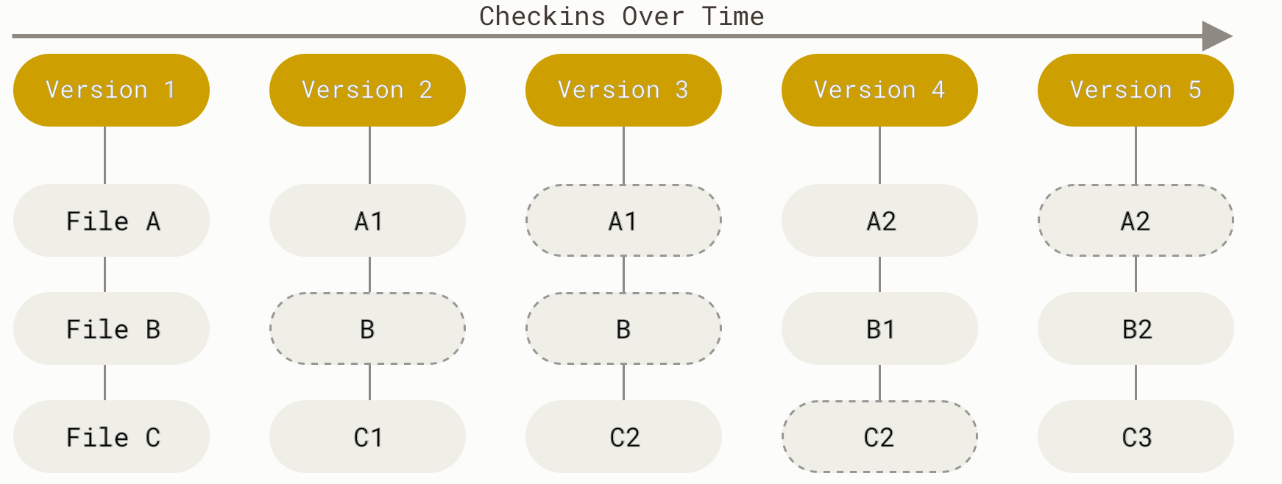 Checkins Over Time
Version 1 Version 2 Version 3 Version 4 Version 5
File A A1 A1 A2 A2
File B B B B1 B2
File C C1 C2 C2 C3